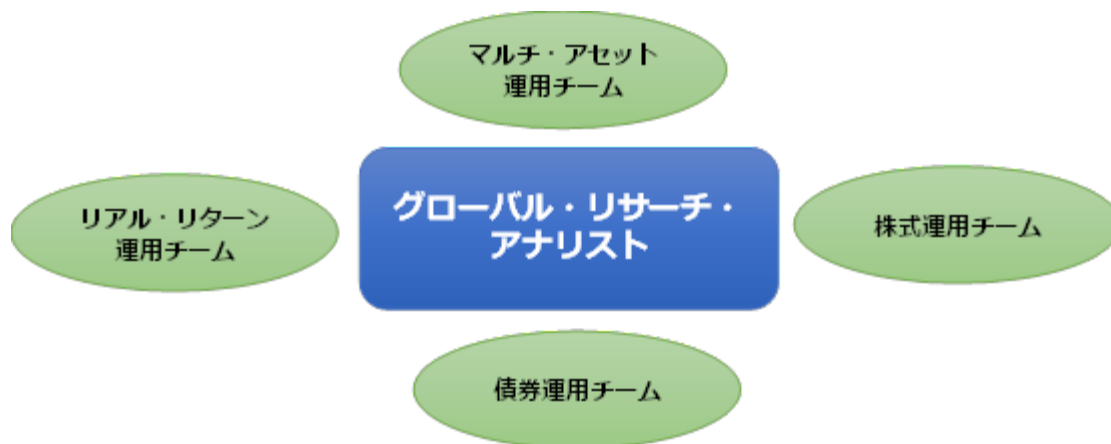 マルチ・アセット
運用チーム
グローバル・リサーチ・
アナリスト
リアル・リターン
運用チーム
株式運用チーム
債券運用チーム